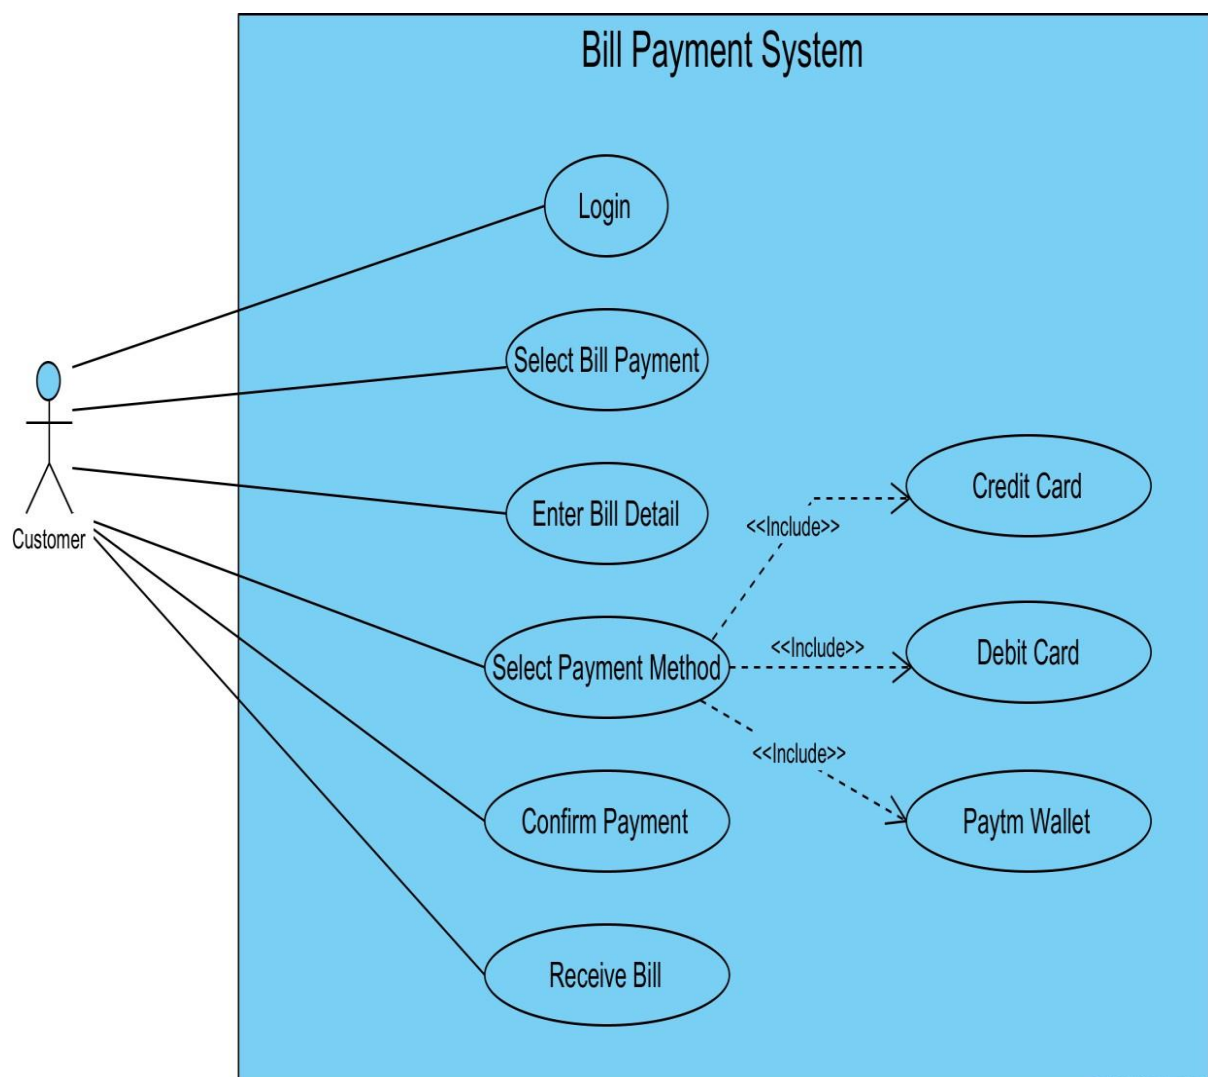 Bill Payment System
Login
Select Bill Payment
Enter Bill Detail
Customer
Credit Card
<<Include>>
Select Payment Method
<<Include>>
Debit Card
<<Include>>
Confirm Payment
Paytm Wallet
Receive Bill